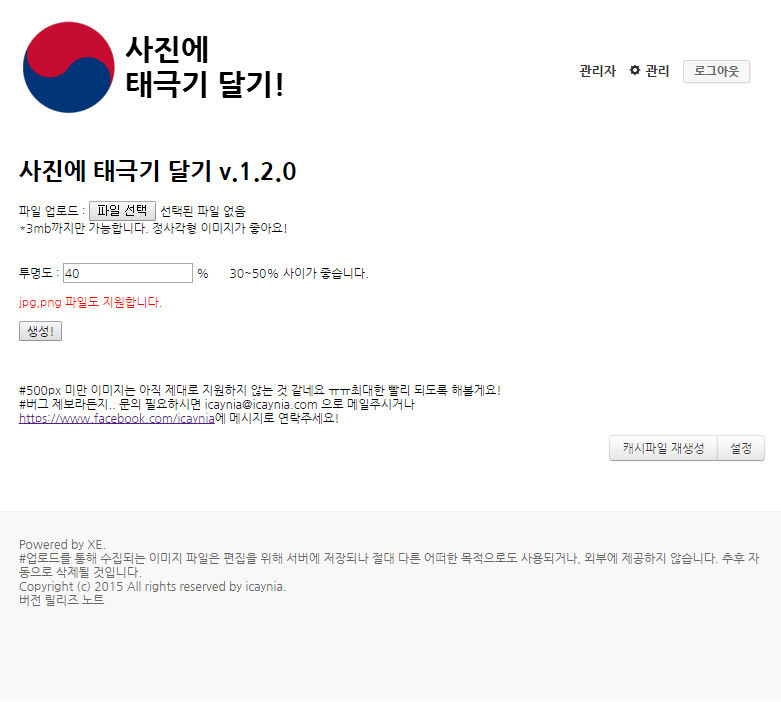 사진에
태극기 달기!
관리자 관리 로그아웃
사진에 태극기 달기 v.1.2.0
파일 업로드 : 파일 선택 선택된 파일 없음
*3mb까지만 가능합니다. 정사각형 이미지가 좋아요!
투명도 : 40 % 30~50% 사이가 좋습니다.
jpg,png 파일도 지원합니다.
생성!
#500px 미만 이미지는 아직 제대로 지원하지 않는 것 같네요 ㅠㅠ최대한 빨리 되도록 해볼게요!
#버그 제보라든지.. 문의 필요하시면 icaynia@icaynia.com 으로 메일주시거나
https://www.facebook.com/icaynia에 메시지로 연락주세요!
캐시파일 재생성 설정
Powered by XE.
#업로드를 통해 수집되는 이미지 파일은 편집을 위해 서버에 저장되나 절대 다른 어떠한 목적으로도 사용되거나, 외부에 제공하지 않습니다. 추후 자
동으로 삭제될 것입니다.
Copyright (c) 2015 All rights reserved by icaynia.
버전 릴리즈 노트